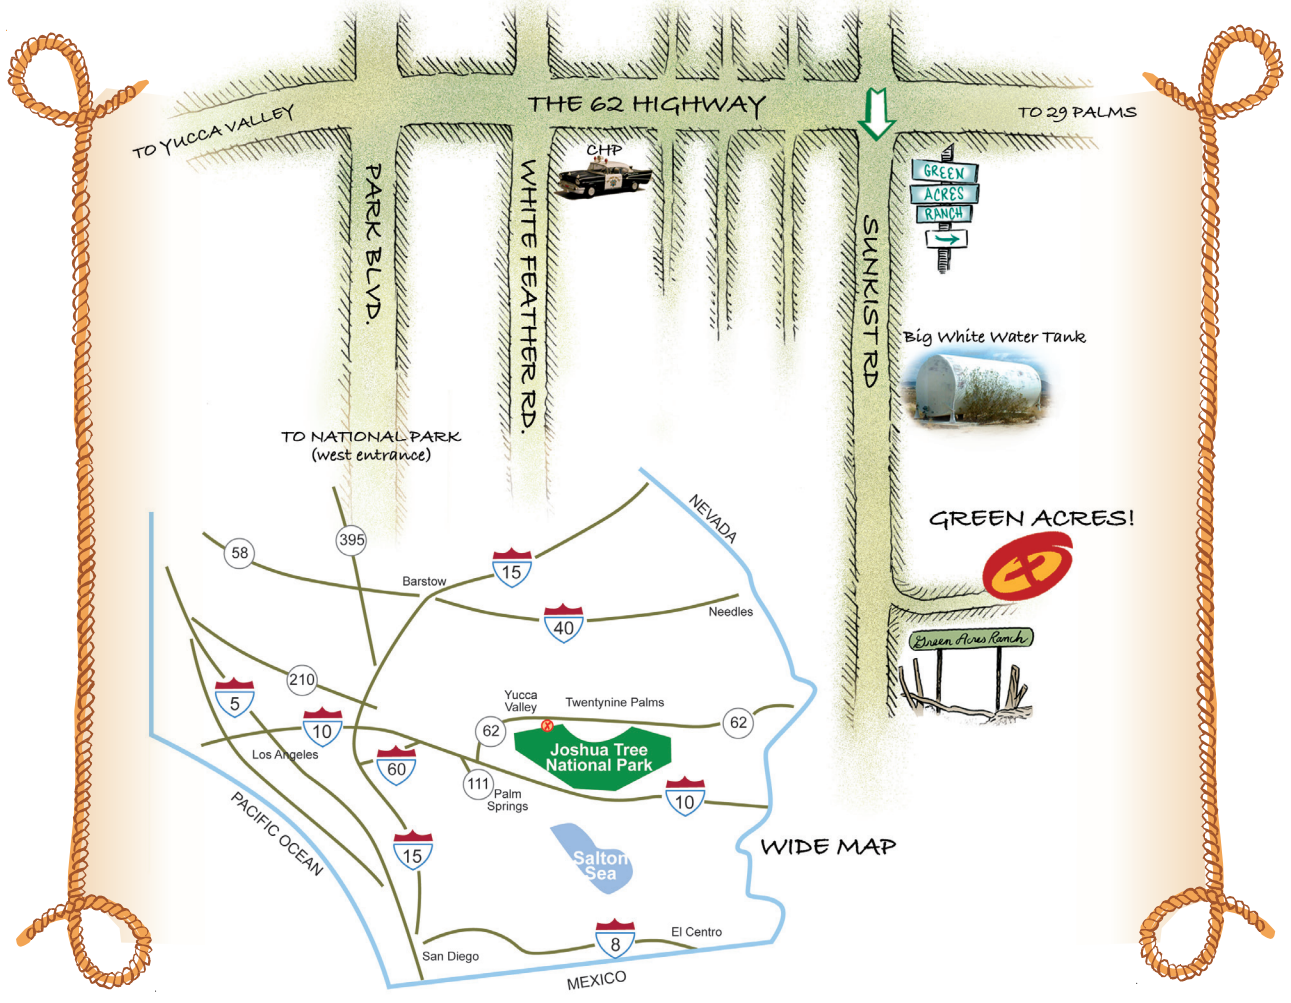 THE 62 HIGHWAY
TO YUCCA VALLEY
TO 29 PALMS
CHP
PARK BLVD.
WHITE FEATHER RD.
SUNKIST RD
GREEN
ACRES
RANCH
Big White Water Tank
TO NATIONAL PARK
(west entrance)
GREEN ACRES!
Green Acres Ranch
NEVADA
58
395
Barstow
15
40
Needles
210
5
10
Los Angeles
60
Yucca
Valley
Twentynine Palms
62
62
X
Joshua Tree
National Park
111
Palm
Springs
10
PACIFIC OCEAN
15
Salton
Sea
WIDE MAP
San Diego
8
El Centro
MEXICO